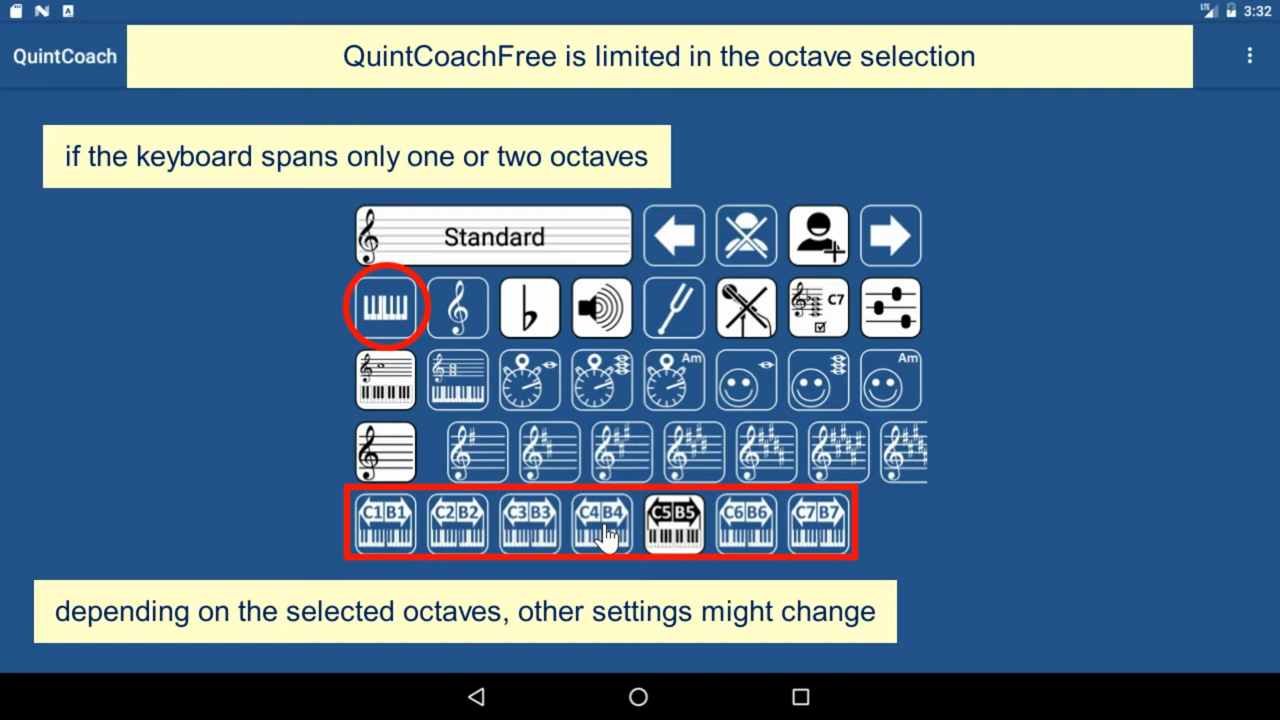 LTE 3:32
QuintCoach
QuintCoachFree is limited in the octave selection
if the keyboard spans only one or two octaves
Standard
C7
Am
Am
C1 B1
C2 B2
C3 B3
C4 B4
C5 B5
C6 B6
C7 B7
depending on the selected octaves, other settings might change